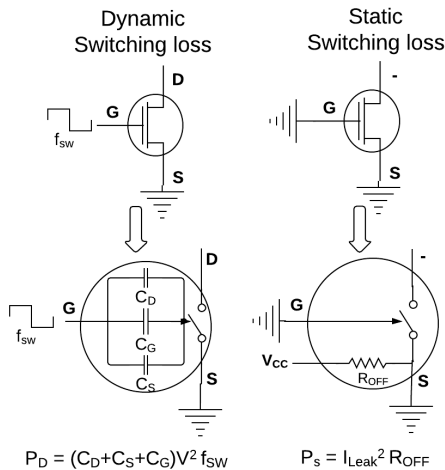 Dynamic
Switching loss
Static
Switching loss
D
G
f_sw
S
-
G
S
D
G
f_sw
C_D
C_G
C_S
S
-
G
V_CC
R_OFF
S
P_D = (C_D+C_S+C_G)V² f_SW
P_s = I_Leak² R_OFF